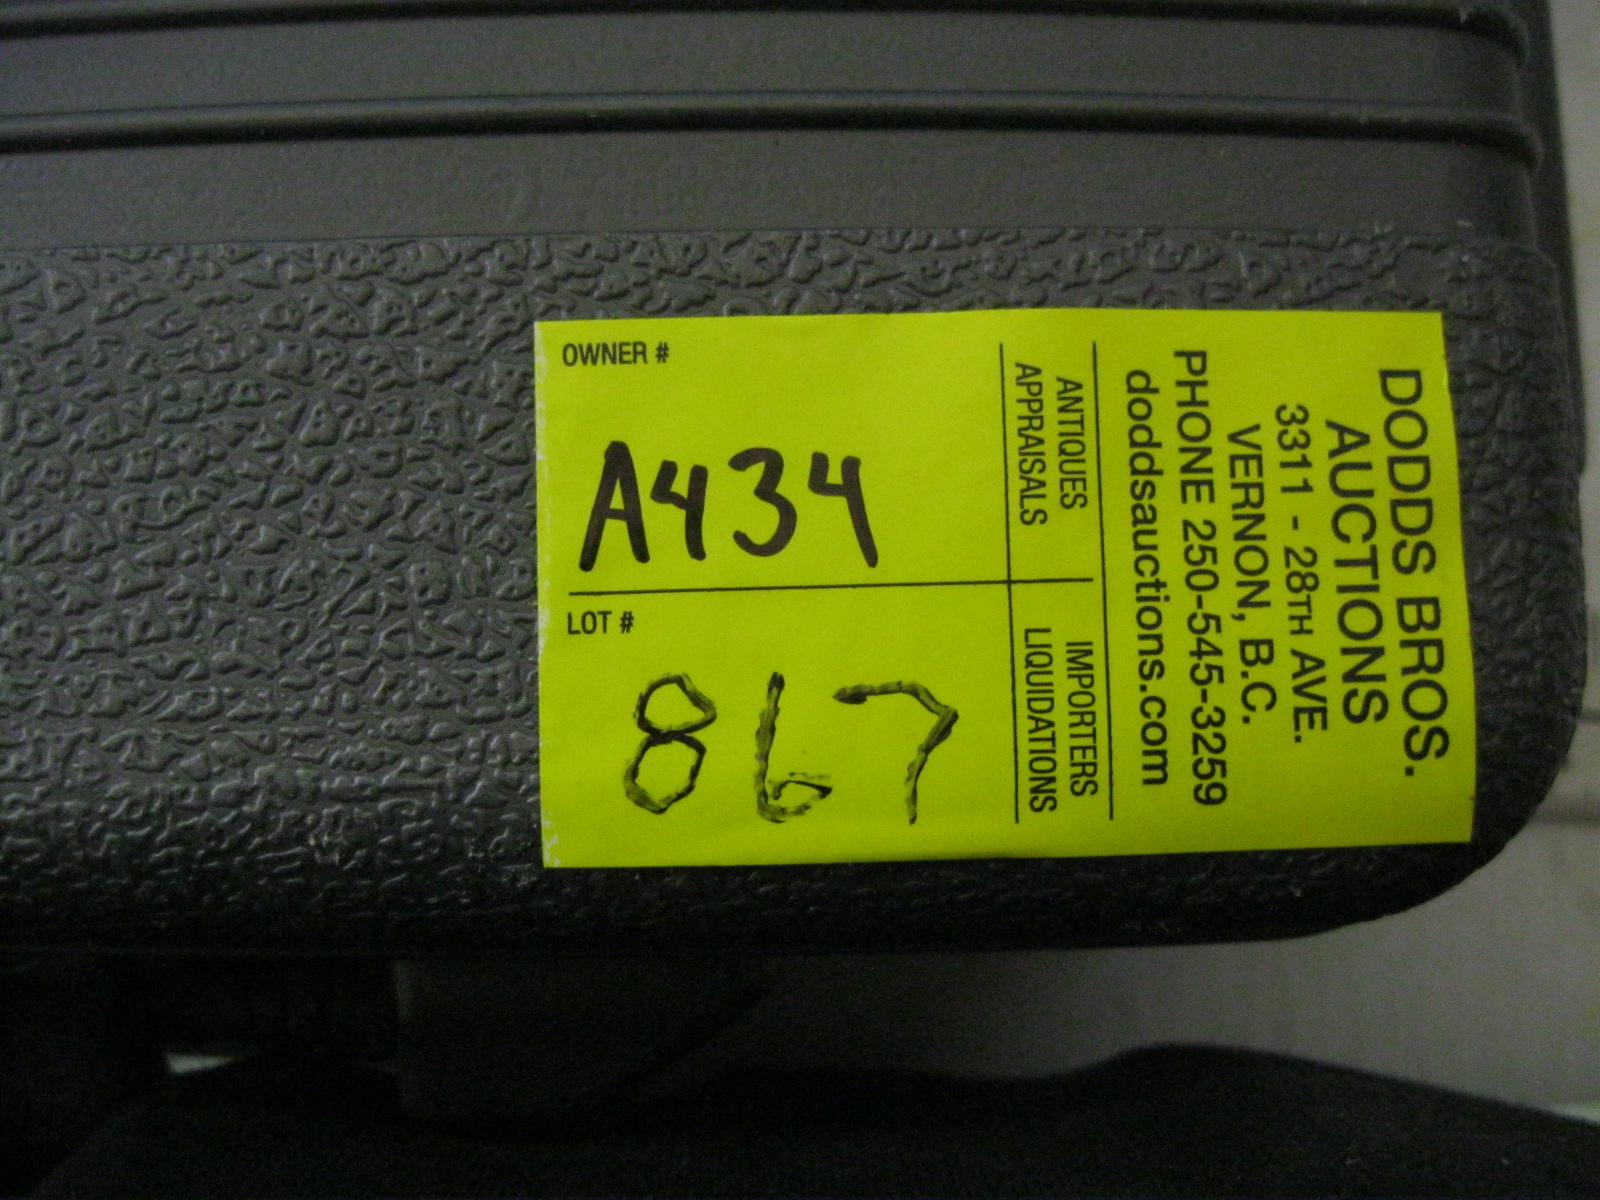 OWNER #
A434
LOT #
867
ANTIQUES
APPRAISALS
IMPORTERS
LIQUIDATIONS
DODDS BROS.
AUCTIONS
3311 - 28TH AVE.
VERNON, B.C.
PHONE 250-545-3259
doddsauctions.com